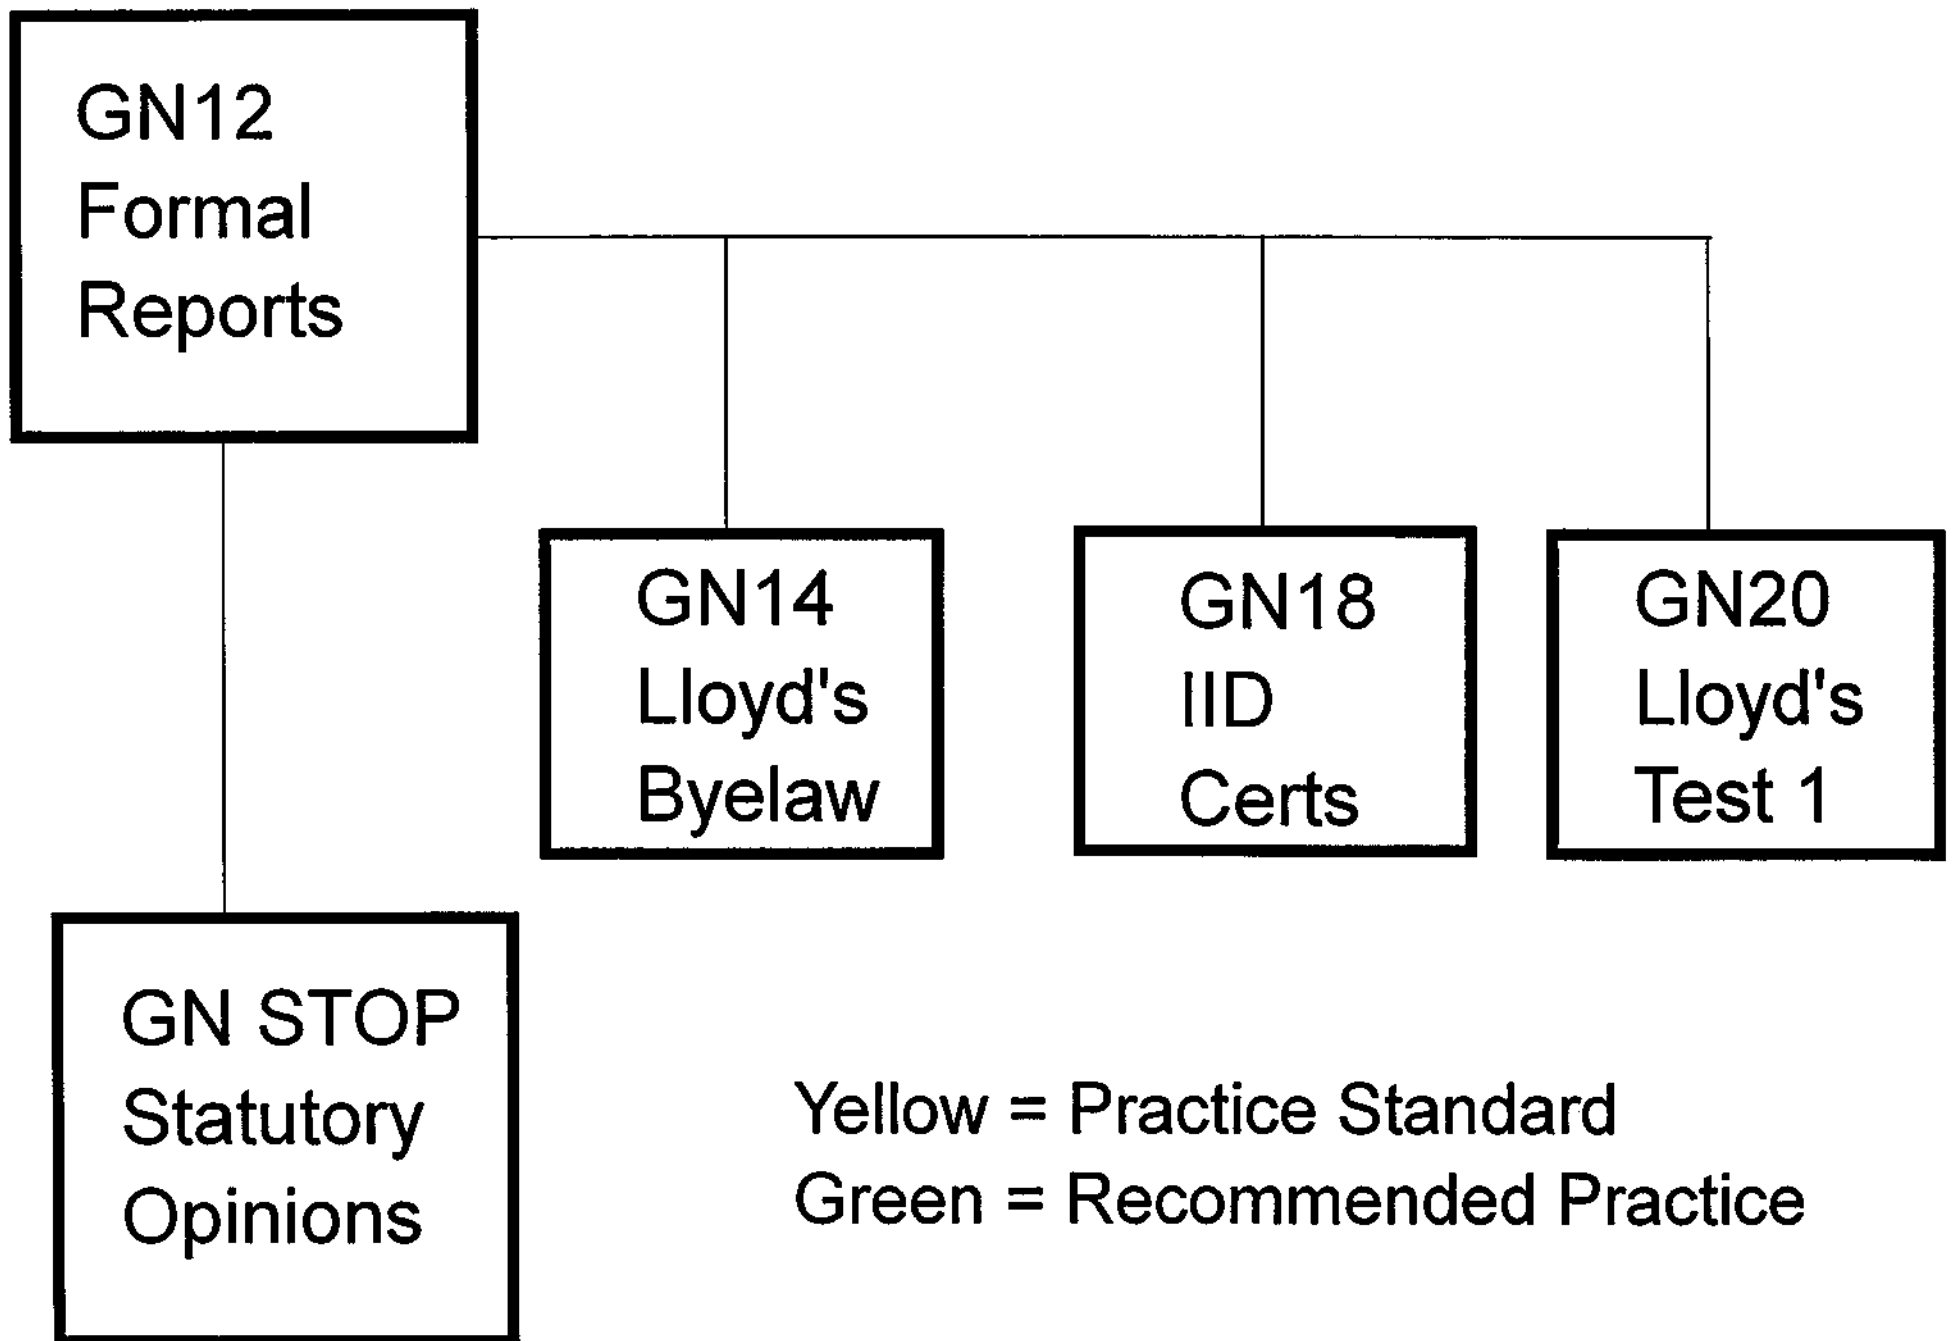 GN12
Formal
Reports
GN14
Lloyd's
Byelaw
GN18
IID
Certs
GN20
Lloyd's
Test 1
GN STOP
Statutory
Opinions
Yellow = Practice Standard
Green = Recommended Practice